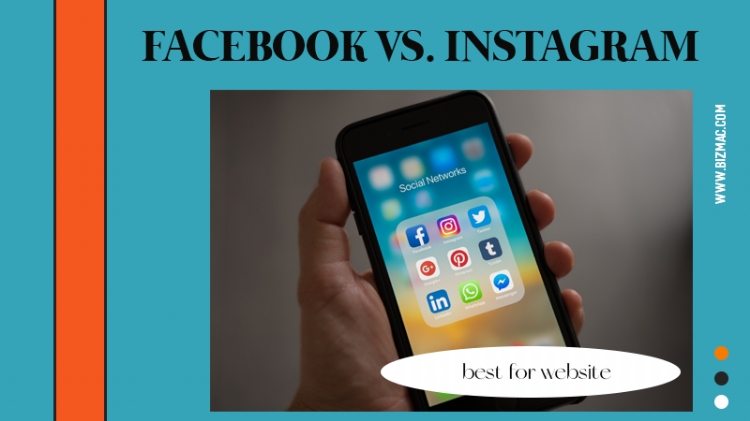 FACEBOOK VS. INSTAGRAM
WWW.BIZMAC.COM
Social Networks
best for website